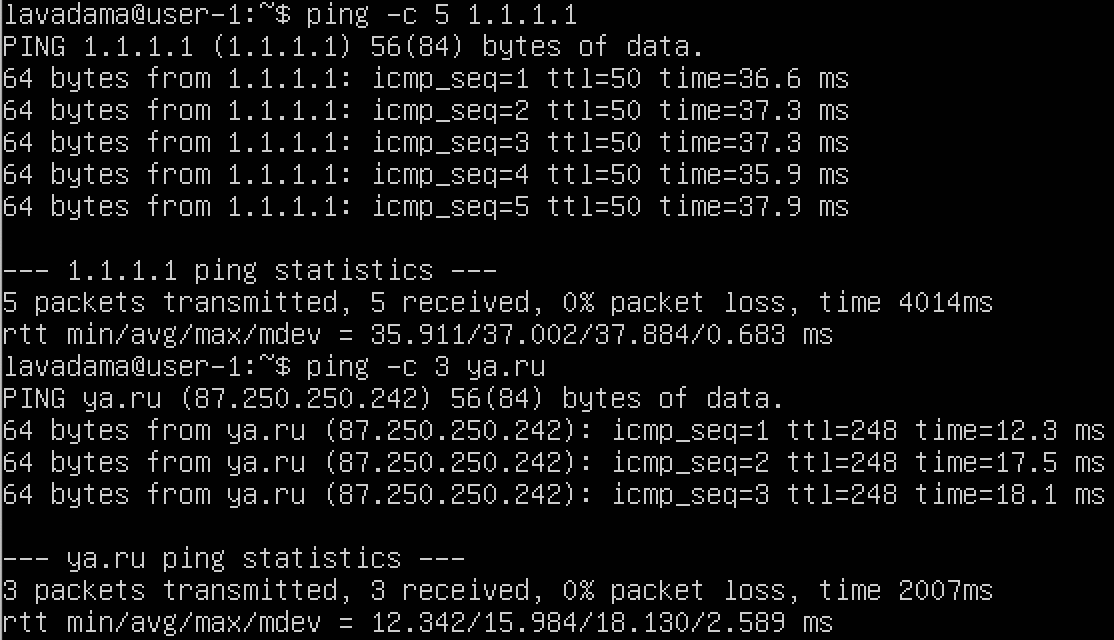 lavadama@user-1:~$ ping -c 5 1.1.1.1
PING 1.1.1.1 (1.1.1.1) 56(84) bytes of data.
64 bytes from 1.1.1.1: icmp_seq=1 ttl=50 time=36.6 ms
64 bytes from 1.1.1.1: icmp_seq=2 ttl=50 time=37.3 ms
64 bytes from 1.1.1.1: icmp_seq=3 ttl=50 time=37.3 ms
64 bytes from 1.1.1.1: icmp_seq=4 ttl=50 time=35.9 ms
64 bytes from 1.1.1.1: icmp_seq=5 ttl=50 time=37.9 ms
--- 1.1.1.1 ping statistics ---
5 packets transmitted, 5 received, 0% packet loss, time 4014ms
rtt min/avg/max/mdev = 35.911/37.002/37.884/0.683 ms
lavadama@user-1:~$ ping -c 3 ya.ru
PING ya.ru (87.250.250.242) 56(84) bytes of data.
64 bytes from ya.ru (87.250.250.242): icmp_seq=1 ttl=248 time=12.3 ms
64 bytes from ya.ru (87.250.250.242): icmp_seq=2 ttl=248 time=17.5 ms
64 bytes from ya.ru (87.250.250.242): icmp_seq=3 ttl=248 time=18.1 ms
--- ya.ru ping statistics ---
3 packets transmitted, 3 received, 0% packet loss, time 2007ms
rtt min/avg/max/mdev = 12.342/15.984/18.130/2.589 ms